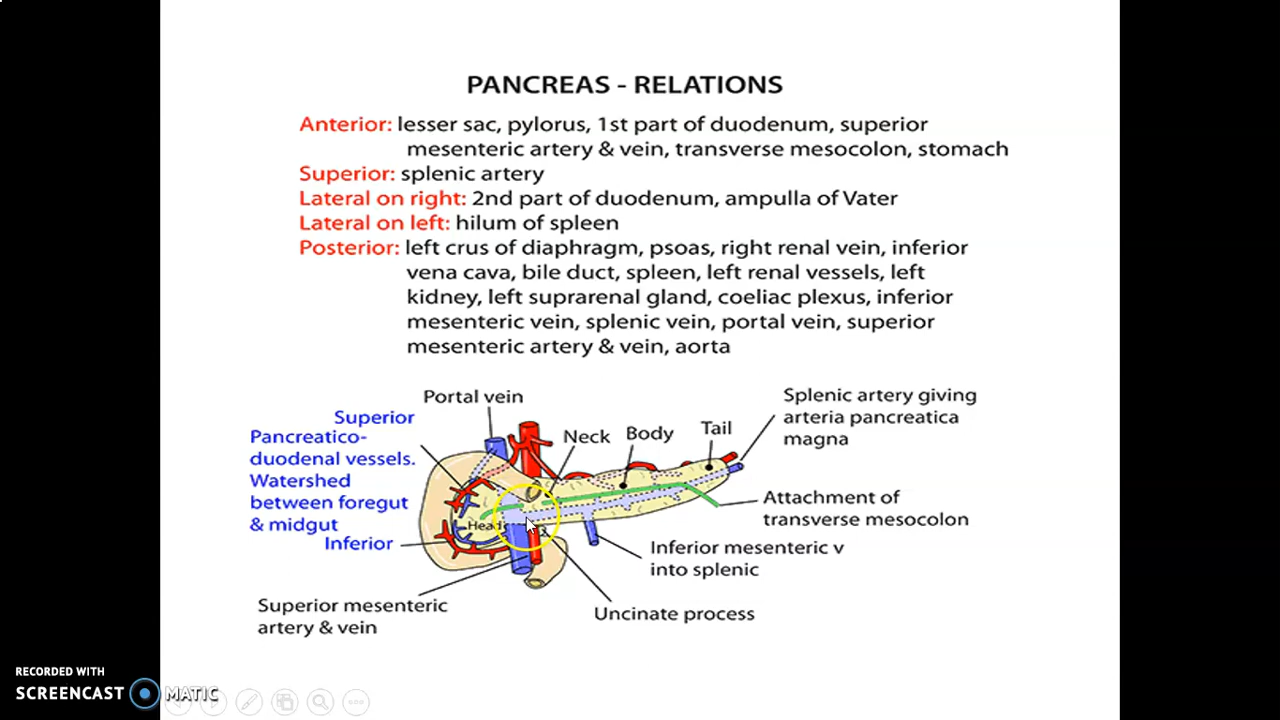 PANCREAS - RELATIONS
Anterior: lesser sac, pylorus, 1st part of duodenum, superior
mesenteric artery & vein, transverse mesocolon, stomach
Superior: splenic artery
Lateral on right: 2nd part of duodenum, ampulla of Vater
Lateral on left: hilum of spleen
Posterior: left crus of diaphragm, psoas, right renal vein, inferior
vena cava, bile duct, spleen, left renal vessels, left
kidney, left suprarenal gland, coeliac plexus, inferior
mesenteric vein, splenic vein, portal vein, superior
mesenteric artery & vein, aorta
Portal vein
Superior
Pancreatico-
duodenal vessels.
Watershed
between foregut
& midgut
Inferior
Neck
Body
Tail
Splenic artery giving
arteria pancreatica
magna
Head
Attachment of
transverse mesocolon
Inferior mesenteric v
into splenic
Uncinate process
Superior mesenteric
artery & vein
RECORDED WITH
SCREENCAST MATIC